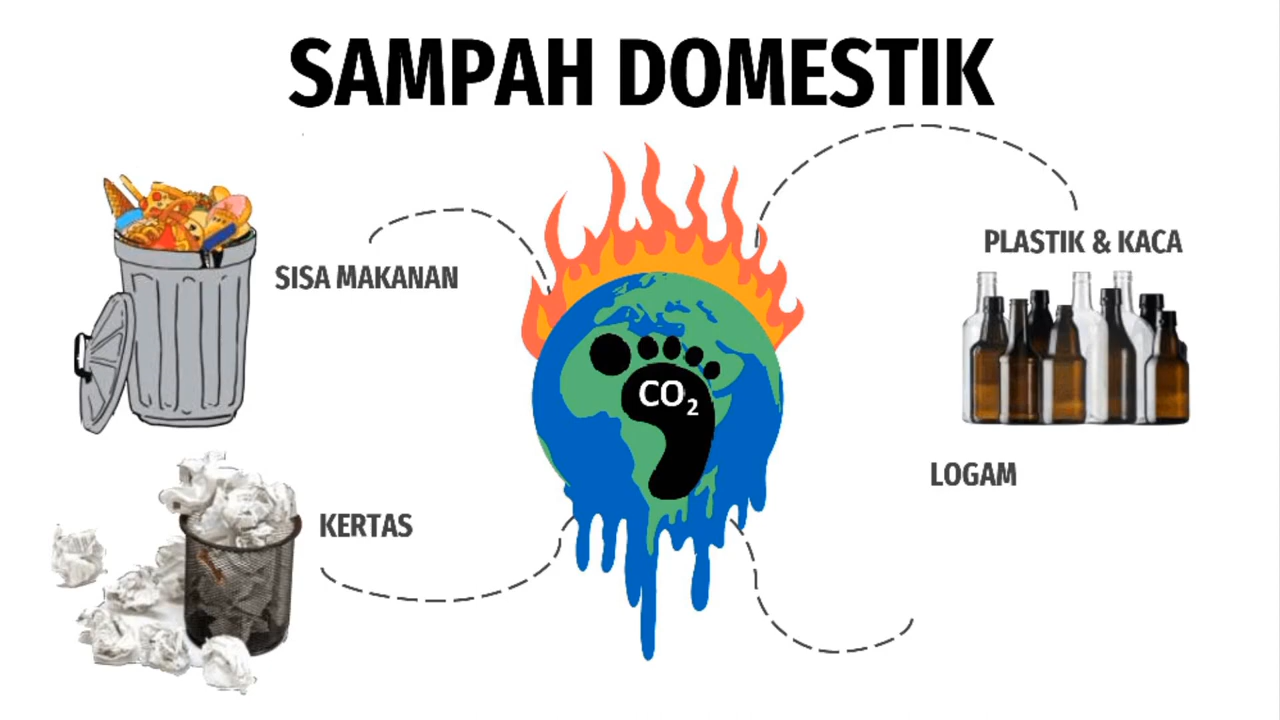 SAMPAH DOMESTIK
SISA MAKANAN
PLASTIK & KACA
CO₂
LOGAM
KERTAS